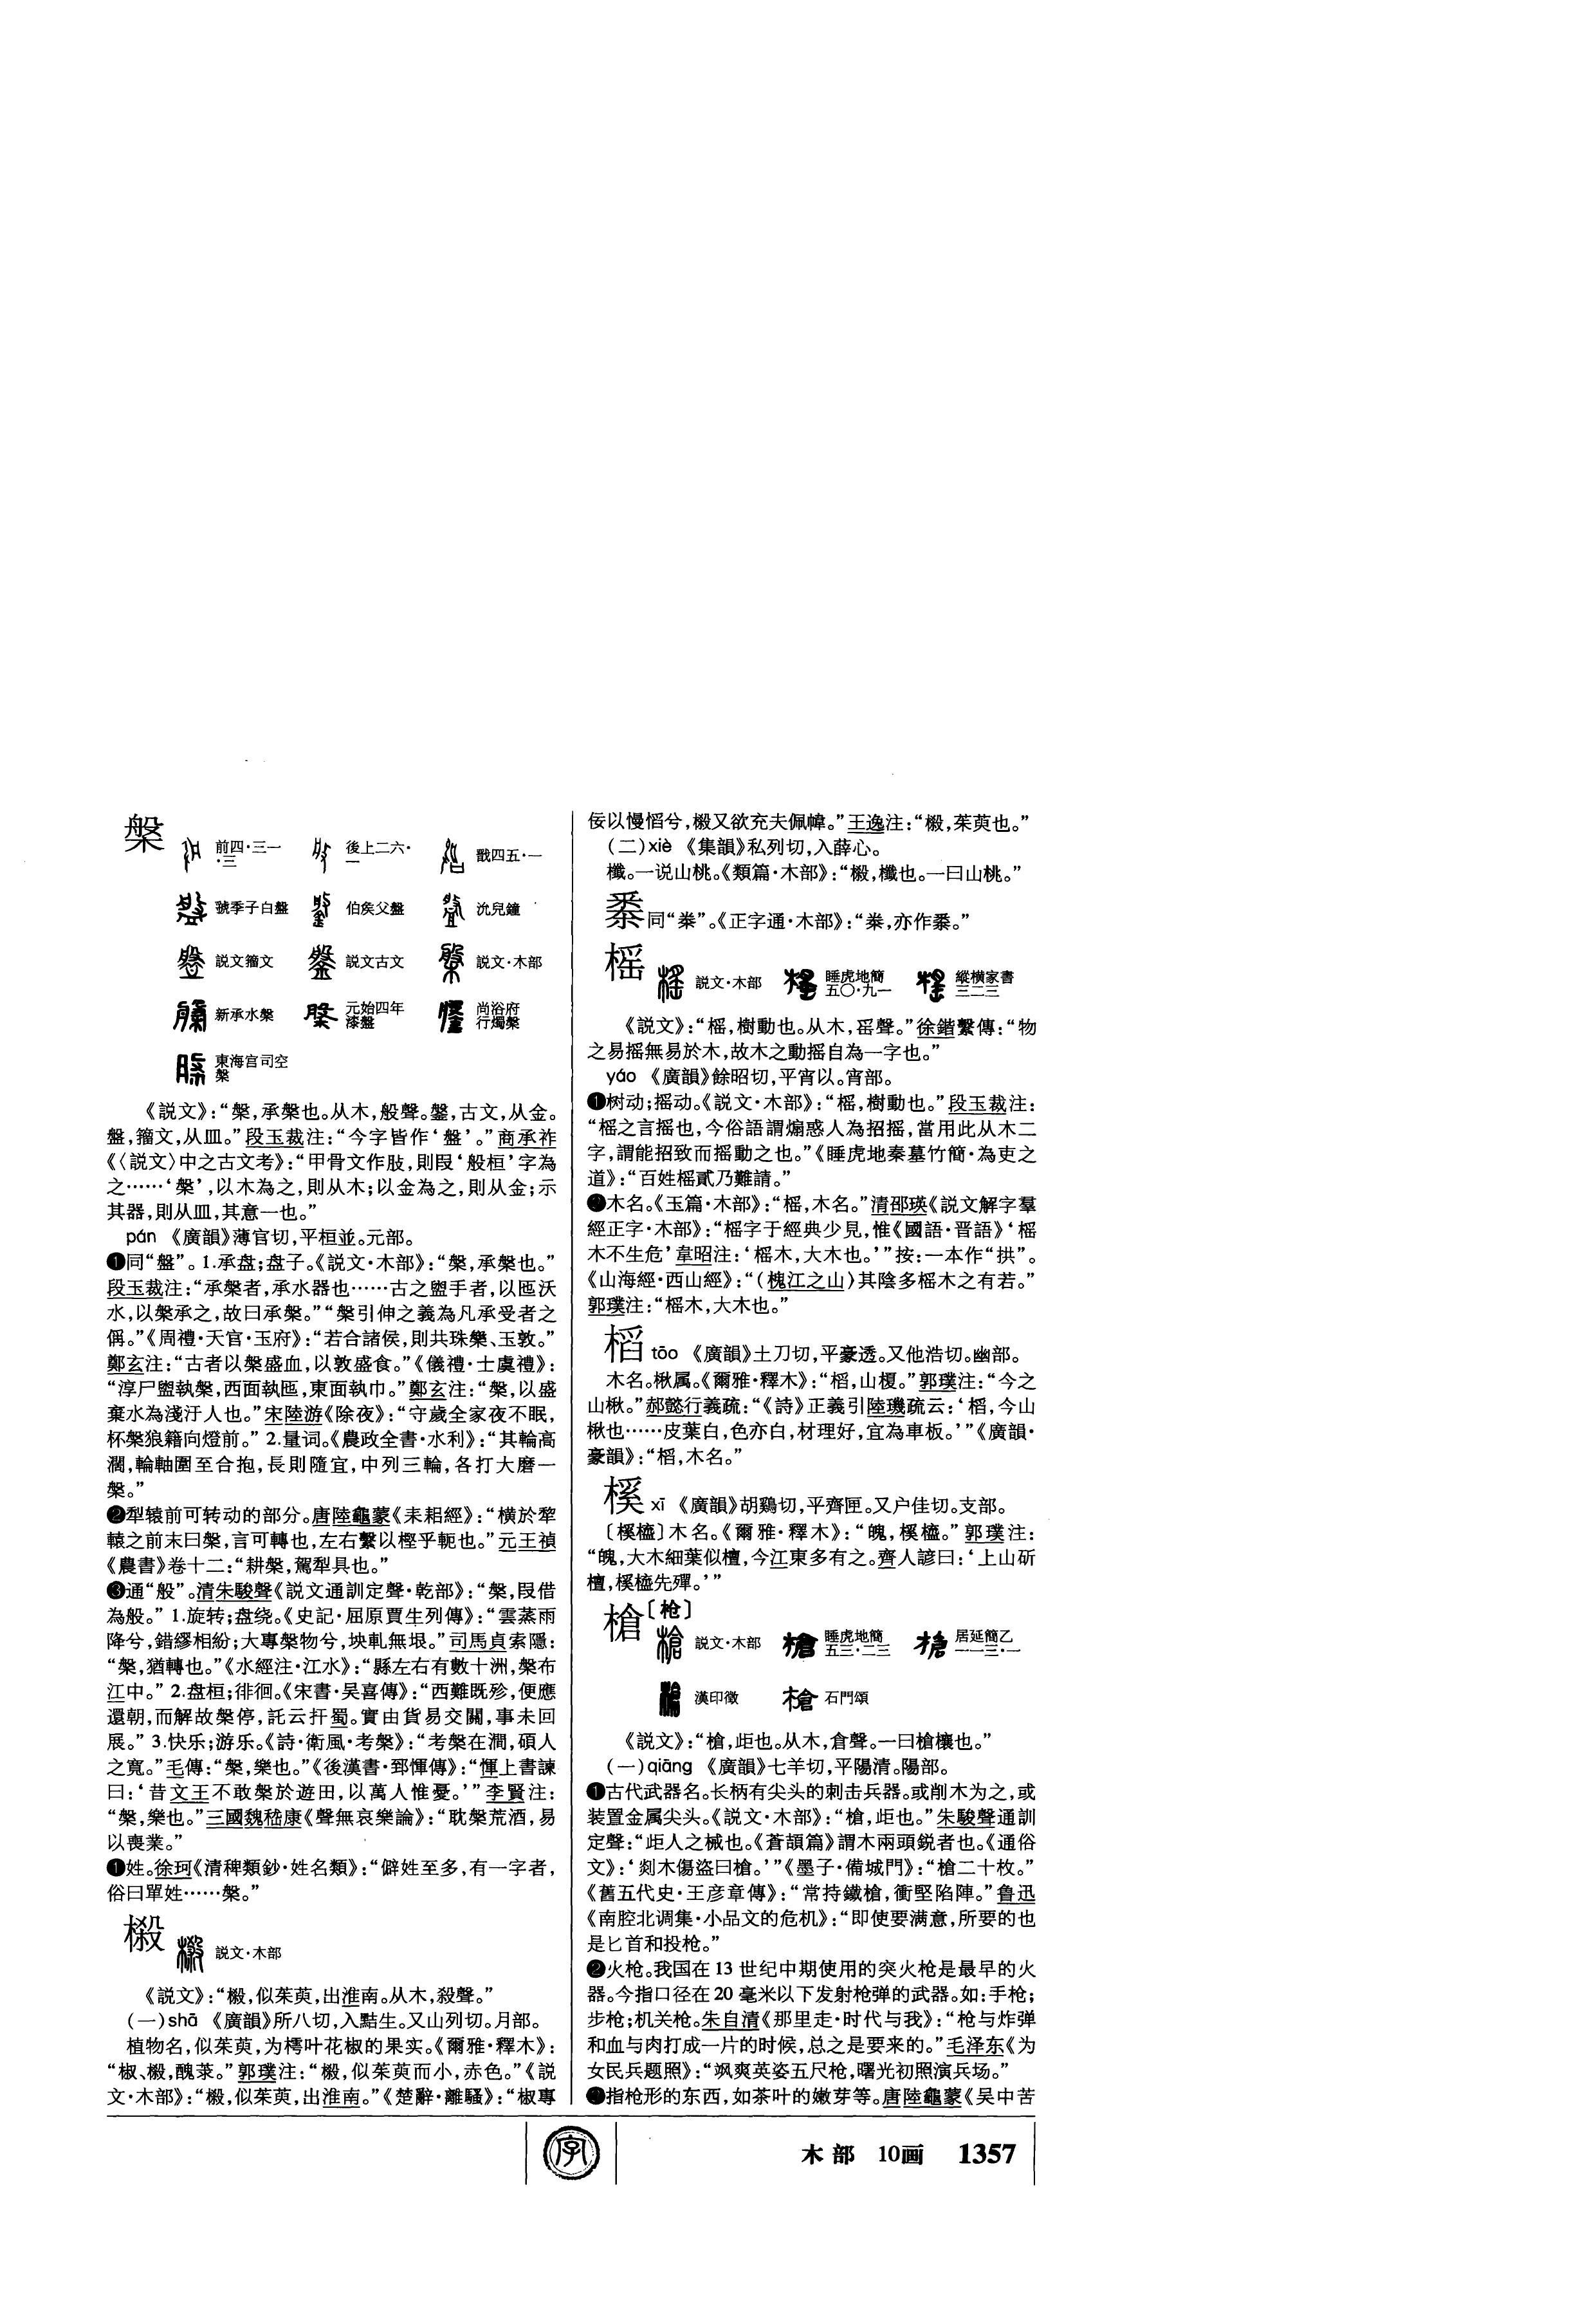 槃
前四·三一·三
後上二六·一
戬四五·一
虢季子白盤
伯矦父盤
沇兒鐘
説文籀文
説文古文
説文·木部
新承水槃
元始四年漆盤
尚浴府行燭槃
東海宫司空槃
《説文》：“槃，承槃也。从木，般聲。鎜，古文，从金。
盤，籀文，从皿。”段玉裁注：“今字皆作‘盤’。”商承祚
《〈説文〉中之古文考》：“甲骨文作𣪂，則叚‘般桓’字為
之……‘槃’，以木為之，則从木；以金為之，則从金；示
其器，則从皿，其意一也。”
pán 《廣韻》薄官切，平桓並。元部。
❶同“盤”。1.承盘；盘子。《説文·木部》：“槃，承槃也。”
段玉裁注：“承槃者，承水器也……古之盥手者，以匜沃
水，以槃承之，故曰承槃。”“槃引伸之義為凡承受者之
偁。”《周禮·天官·玉府》：“若合諸侯，則共珠槃、玉敦。”
鄭玄注：“古者以槃盛血，以敦盛食。”《儀禮·士虞禮》：
“淳尸盥執槃，西面執匜，東面執巾。”鄭玄注：“槃，以盛
棄水為淺汙人也。”宋陸游《除夜》：“守歲全家夜不眠，
杯槃狼籍向燈前。”2.量词。《農政全書·水利》：“其輪高
濶，輪軸圍至合抱，長則隨宜，中列三輪，各打大磨一
槃。”
❷犁辕前可转动的部分。唐陸龜蒙《耒耜經》：“横於犂
轅之前末曰槃，言可轉也，左右繫以樫乎軛也。”元王禎
《農書》卷十二：“耕槃，駕犁具也。”
❸通“般”。清朱駿聲《説文通訓定聲·乾部》：“槃，叚借
為般。”1.旋转；盘绕。《史記·屈原賈生列傳》：“雲蒸雨
降兮，錯繆相紛；大專槃物兮，坱軋無垠。”司馬貞索隱：
“槃，猶轉也。”《水經注·江水》：“縣左右有數十洲，槃布
江中。”2.盘桓；徘徊。《宋書·吴喜傳》：“西難既殄，便應
還朝，而解故槃停，託云扞蜀。實由貨易交關，事未回
展。”3.快乐；游乐。《詩·衛風·考槃》：“考槃在澗，碩人
之寬。”毛傳：“槃，樂也。”《後漢書·郅惲傳》：“惲上書諫
曰：‘昔文王不敢槃於遊田，以萬人惟憂。’”李賢注：
“槃，樂也。”三國魏嵇康《聲無哀樂論》：“耽槃荒酒，易
以喪業。”
❶姓。徐珂《清稗類鈔·姓名類》：“僻姓至多，有一字者，
俗曰單姓……槃。”
榝
説文·木部
《説文》：“榝，似茱萸，出淮南。从木，殺聲。”
（一）shā 《廣韻》所八切，入黠生。又山列切。月部。
植物名，似茱萸，为樗叶花椒的果实。《爾雅·釋木》：
“椒、榝，醜莍。”郭璞注：“榝，似茱萸而小，赤色。”《説
文·木部》：“榝，似茱萸，出淮南。”《楚辭·離騷》：“椒專
佞以慢慆兮，榝又欲充夫佩幃。”王逸注：“榝，茱萸也。”
（二）xiè 《集韻》私列切，入薛心。
櫼。一说山桃。《類篇·木部》：“榝，櫼也。一曰山桃。”
桼同“桊”。《正字通·木部》：“桊，亦作桼。”
榣
説文·木部
睡虎地簡五〇·九一
縱横家書三二三
《説文》：“榣，樹動也。从木，䍃聲。”徐鍇繫傳：“物
之易摇無易於木，故木之動摇自為一字也。”
yáo 《廣韻》餘昭切，平宵以。宵部。
❶树动；摇动。《説文·木部》：“榣，樹動也。”段玉裁注：
“榣之言摇也，今俗語謂煽惑人為招摇，當用此从木二
字，謂能招致而摇動之也。”《睡虎地秦墓竹簡·為吏之
道》：“百姓榣貳乃難請。”
❷木名。《玉篇·木部》：“榣，木名。”清邵瑛《説文解字羣
經正字·木部》：“榣字于經典少見，惟《國語·晋語》‘榣
木不生危’韋昭注：‘榣木，大木也。’”按：一本作“拱”。
《山海經·西山經》：“（槐江之山）其陰多榣木之有若。”
郭璞注：“榣木，大木也。”
槄 tāo 《廣韻》土刀切，平豪透。又他浩切。幽部。
木名。楸属。《爾雅·釋木》：“槄，山榎。”郭璞注：“今之
山楸。”郝懿行義疏：“《詩》正義引陸璣疏云：‘槄，今山
楸也……皮葉白，色亦白，材理好，宜為車板。’”《廣韻·
豪韻》：“槄，木名。”
榽 xī 《廣韻》胡鷄切，平齊匣。又户佳切。支部。
〔榽橀〕木名。《爾雅·釋木》：“魄，榽橀。”郭璞注：
“魄，大木細葉似檀，今江東多有之。齊人諺曰：‘上山斫
檀，榽橀先殫。’”
槍〔枪〕
説文·木部
睡虎地簡五三·二三
居延簡乙一一三·一
漢印徵
石門頌
《説文》：“槍，歫也。从木，倉聲。一曰槍欀也。”
（一）qiāng 《廣韻》七羊切，平陽清。陽部。
❶古代武器名。长柄有尖头的刺击兵器。或削木为之，或
装置金属尖头。《説文·木部》：“槍，歫也。”朱駿聲通訓
定聲：“歫人之械也。《蒼頡篇》謂木兩頭鋭者也。《通俗
文》：‘剡木傷盜曰槍。’”《墨子·備城門》：“槍二十枚。”
《舊五代史·王彦章傳》：“常持鐵槍，衝堅陷陣。”鲁迅
《南腔北调集·小品文的危机》：“即使要满意，所要的也
是匕首和投枪。”
❷火枪。我国在13世纪中期使用的突火枪是最早的火
器。今指口径在20毫米以下发射枪弹的武器。如：手枪；
步枪；机关枪。朱自清《那里走·时代与我》：“枪与炸弹
和血与肉打成一片的时候，总之是要来的。”毛泽东《为
女民兵题照》：“飒爽英姿五尺枪，曙光初照演兵场。”
❸指枪形的东西，如茶叶的嫩芽等。唐陸龜蒙《吴中苦
字
木部 10画 1357